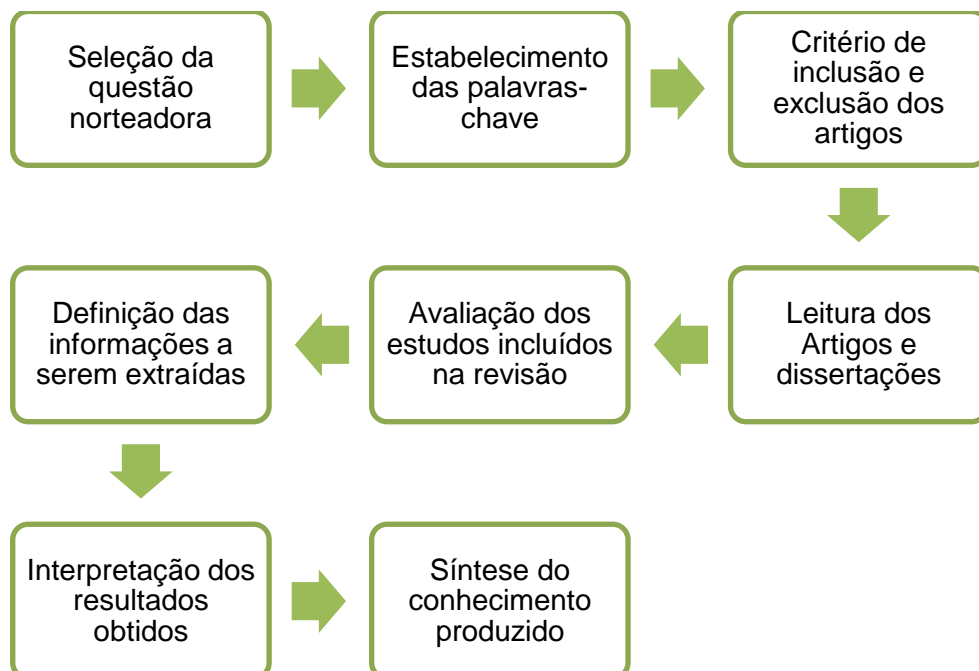 Seleção da
questão
norteadora
Estabelecimento
das palavras-
chave
Critério de
inclusão e
exclusão dos
artigos
Leitura dos
Artigos e
dissertações
Avaliação dos
estudos incluídos
na revisão
Definição das
informações a
serem extraídas
Interpretação dos
resultados
obtidos
Síntese do
conhecimento
produzido